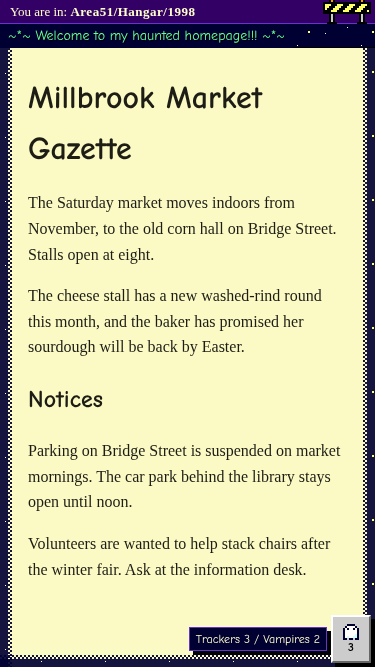 You are in: Area51/Hangar/1998
~*~ Welcome to my haunted homepage!!! ~*~
Millbrook Market
Gazette
The Saturday market moves indoors from
November, to the old corn hall on Bridge Street.
Stalls open at eight.
The cheese stall has a new washed-rind round
this month, and the baker has promised her
sourdough will be back by Easter.
Notices
Parking on Bridge Street is suspended on market
mornings. The car park behind the library stays
open until noon.
Volunteers are wanted to help stack chairs after
the winter fair. Ask at the information desk.
Trackers 3 / Vampires 2
3